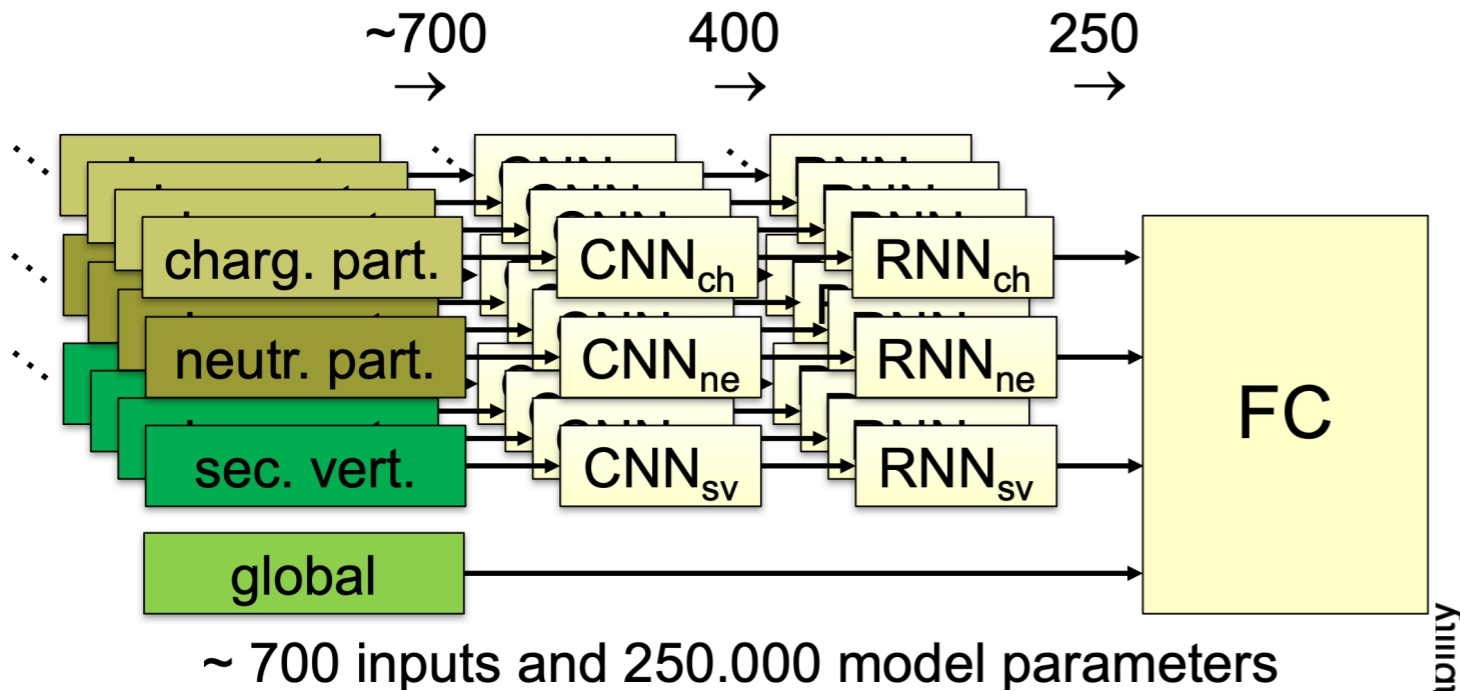 ~700 400 250
→ → →
charg. part. CNNch RNNch
neutr. part. CNNne RNNne
FC
sec. vert. CNNsv RNNsv
global
~ 700 inputs and 250.000 model parameters